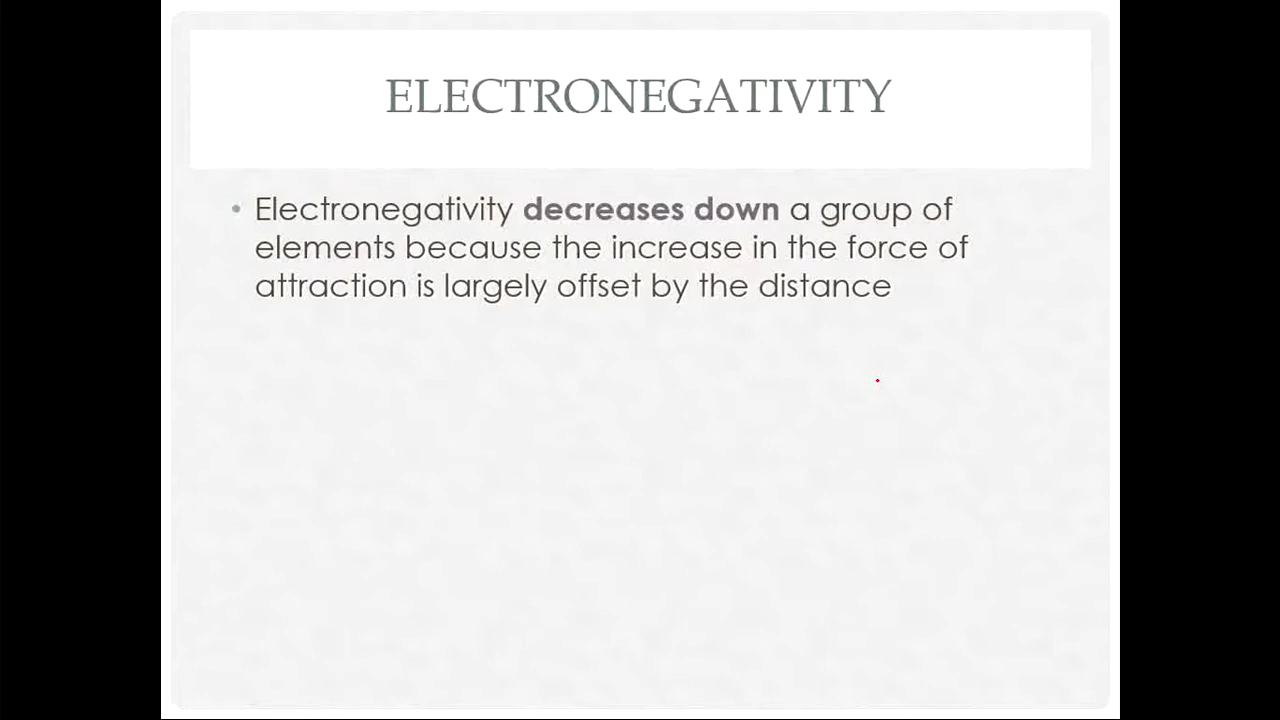 ELECTRONEGATIVITY
• Electronegativity decreases down a group of
elements because the increase in the force of
attraction is largely offset by the distance